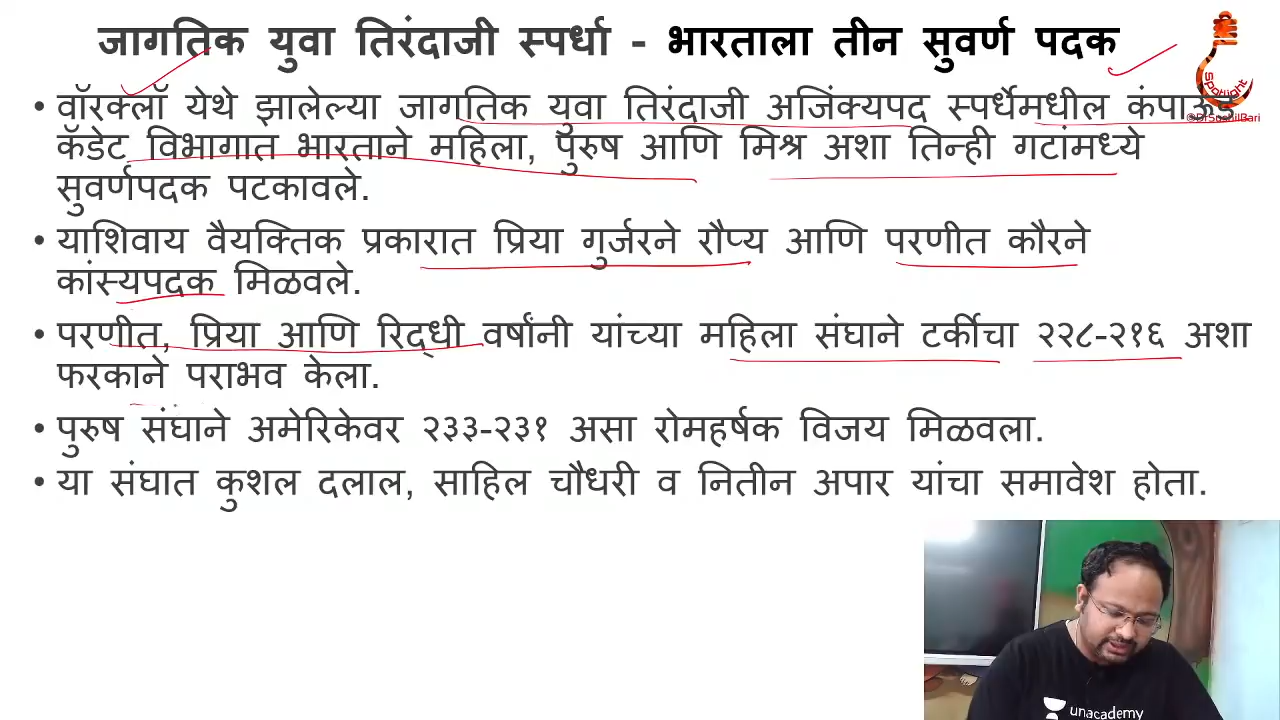 जागतिक युवा तिरंदाजी स्पर्धा - भारताला तीन सुवर्ण पदक
Spotlight
@DrSushilBari
• वॉरक्लॉ येथे झालेल्या जागतिक युवा तिरंदाजी अजिंक्यपद स्पर्धेमधील कंपाऊंड
कॅडेट विभागात भारताने महिला, पुरुष आणि मिश्र अशा तिन्ही गटांमध्ये
सुवर्णपदक पटकावले.
• याशिवाय वैयक्तिक प्रकारात प्रिया गुर्जरने रौप्य आणि परणीत कौरने
कांस्यपदक मिळवले.
• परणीत, प्रिया आणि रिद्धी वर्षांनी यांच्या महिला संघाने टर्कीचा २२८-२१६ अशा
फरकाने पराभव केला.
• पुरुष संघाने अमेरिकेवर २३३-२३१ असा रोमहर्षक विजय मिळवला.
• या संघात कुशल दलाल, साहिल चौधरी व नितीन अपार यांचा समावेश होता.
unacademy